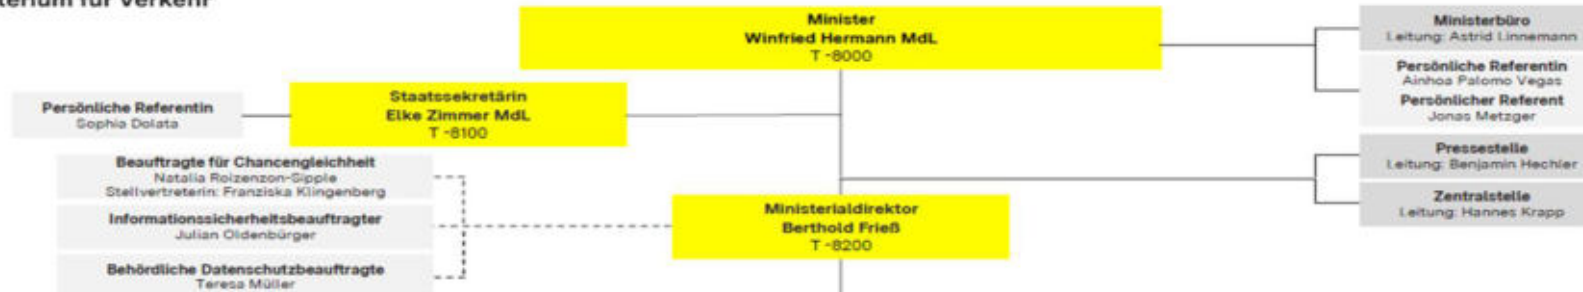 für Verkehr
Minister
Winfried Hermann MdL
T -8000
Ministerbüro
Leitung: Astrid Linnemann
Persönliche Referentin
Ainhoa Palomo Vegas
Persönlicher Referent
Jonas Metzger
Staatssekretärin
Elke Zimmer MdL
T -8100
Persönliche Referentin
Sophia Dolata
Pressestelle
Leitung: Benjamin Hechler
Zentralstelle
Leitung: Hannes Krapp
Beauftragte für Chancengleichheit
Natalia Roizenzon-Sipple
Stellvertreterin: Franziska Klingenberg
Informationssicherheitsbeauftragter
Julian Oldenbürger
Behördliche Datenschutzbeauftragte
Teresa Müller
Ministerialdirektor
Berthold Frieß
T -8200